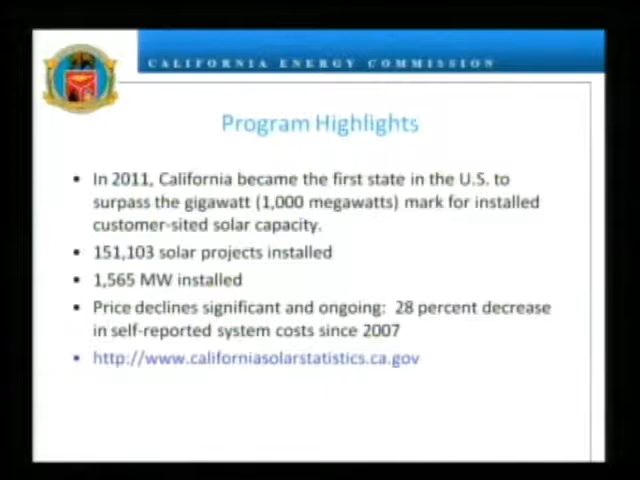 CALIFORNIA ENERGY COMMISSION
Program Highlights
• In 2011, California became the first state in the U.S. to
surpass the gigawatt (1,000 megawatts) mark for installed
customer-sited solar capacity.
• 151,103 solar projects installed
• 1,565 MW installed
• Price declines significant and ongoing: 28 percent decrease
in self-reported system costs since 2007
• http://www.californiasolarstatistics.ca.gov